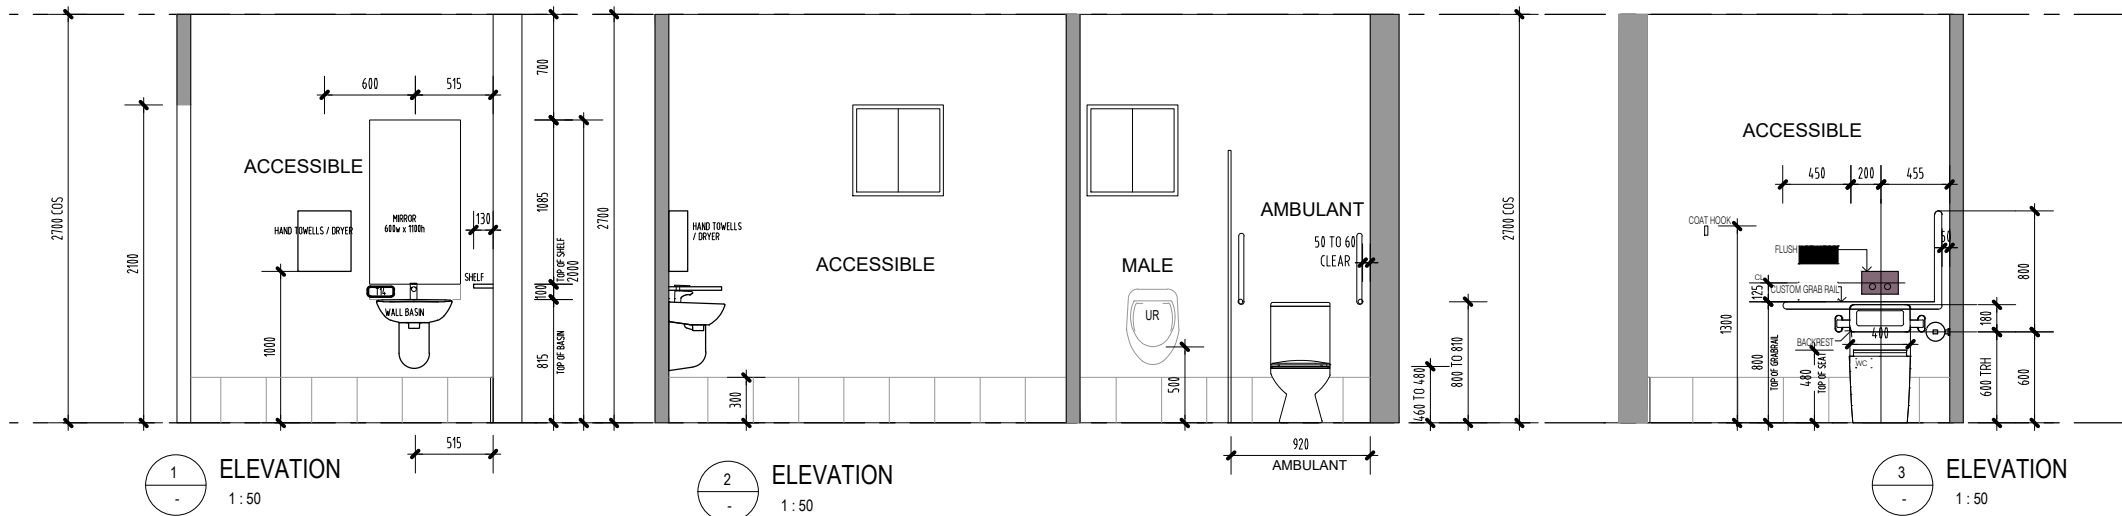 2700 COS
2100
600
515
ACCESSIBLE
HAND TOWELLS / DRYER
MIRROR
600w x 1100h
130
SHELF
WALL BASIN
1000
700
1085
100
815
TOP OF SHELF
2000
TOP OF BASIN
515
1
-
ELEVATION
1 : 50
2700
HAND TOWELLS
/ DRYER
ACCESSIBLE
300
MALE
UR
500
AMBULANT
50 TO 60
CLEAR
460 TO 480
800 TO 810
920
AMBULANT
2
-
ELEVATION
1 : 50
2700 COS
ACCESSIBLE
450
200
455
COAT HOOK
FLUSH
CL
125
CUSTOM GRAB RAIL
1300
50
800
180
BACKREST
400
WC
800
TOP OF GRABRAIL
480
TOP OF SEAT
600 TRH
600
3
-
ELEVATION
1 : 50